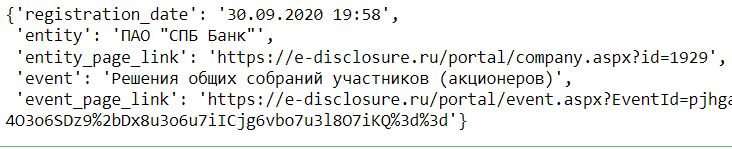 {'registration_date': '30.09.2020 19:58',
'entity': 'ПАО "СПБ Банк"',
'entity_page_link': 'https://e-disclosure.ru/portal/company.aspx?id=1929',
'event': 'Решения общих собраний участников (акционеров)',
'event_page_link': 'https://e-disclosure.ru/portal/event.aspx?EventId=pjhga
4O3o6SDz9%2bDx8u3o6u7iICjg6vbo7u3l8O7iKQ%3d%3d'}